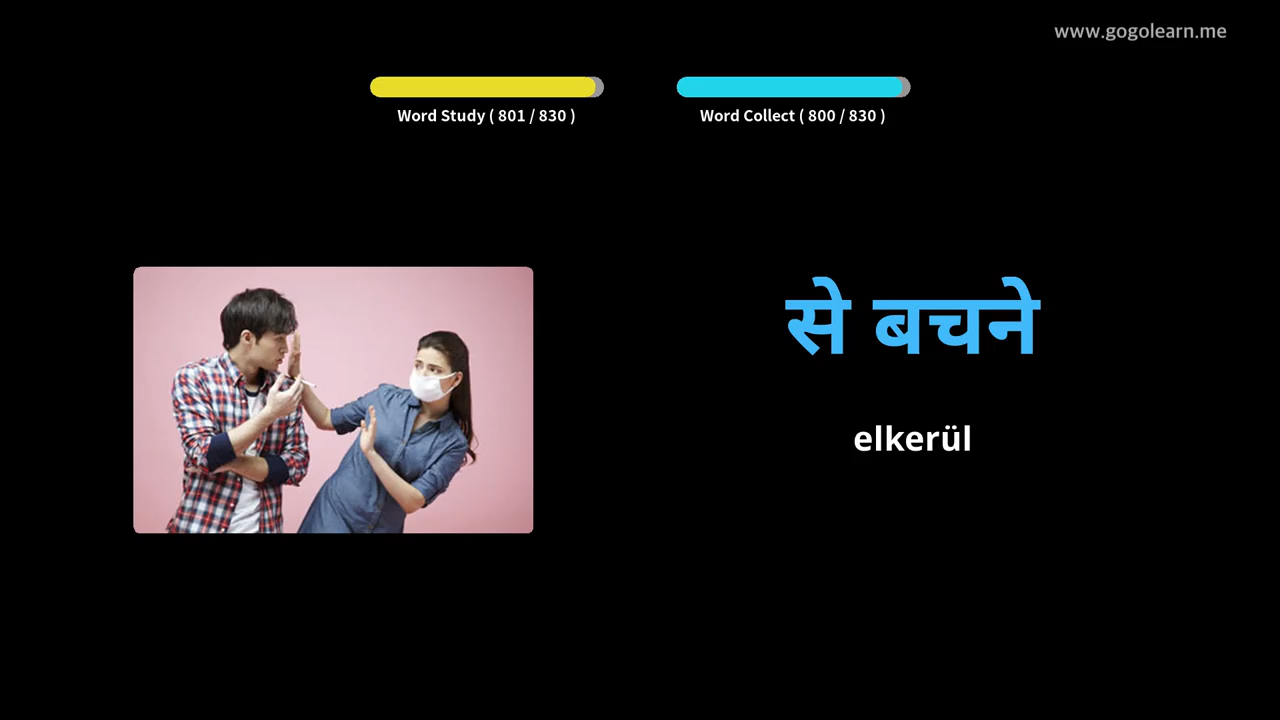 www.gogolearn.me
Word Study ( 801 / 830 )
Word Collect ( 800 / 830 )
से बचने
elkerül